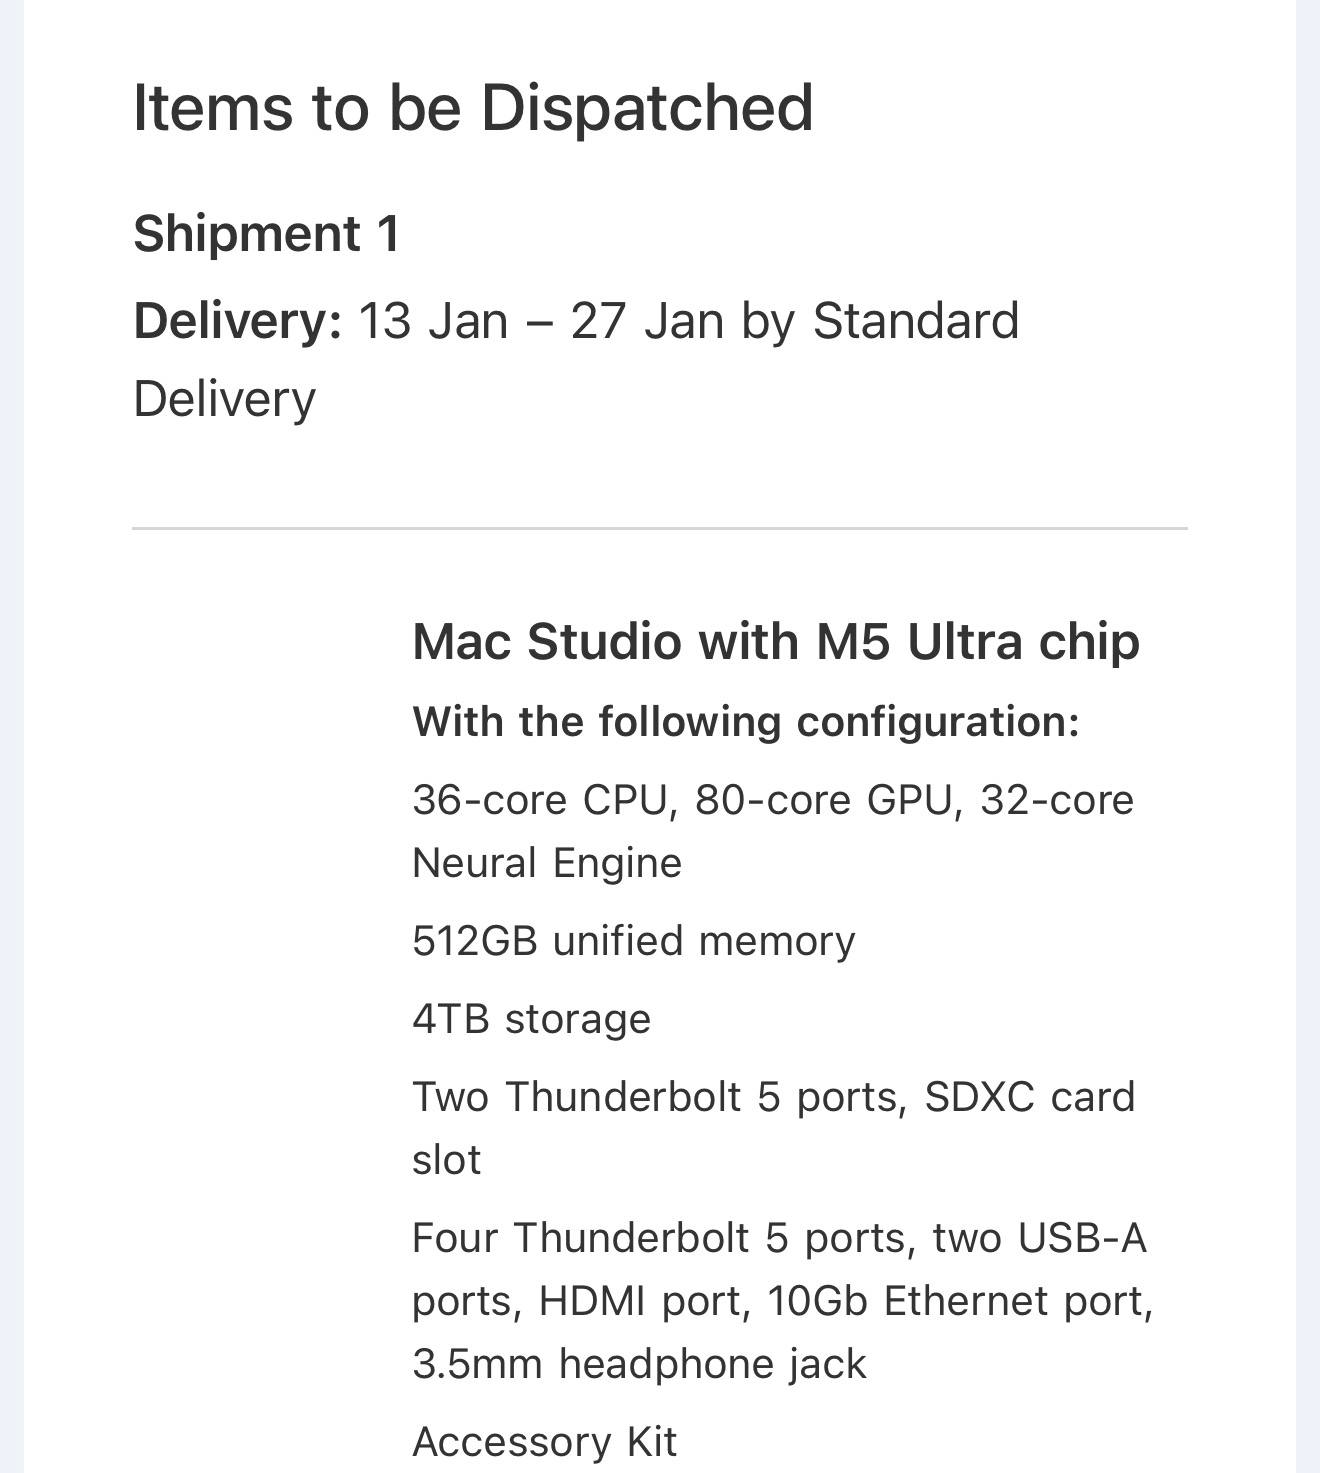 Items to be Dispatched
Shipment 1
Delivery: 13 Jan – 27 Jan by Standard
Delivery
Mac Studio with M5 Ultra chip
With the following configuration:
36-core CPU, 80-core GPU, 32-core
Neural Engine
512GB unified memory
4TB storage
Two Thunderbolt 5 ports, SDXC card
slot
Four Thunderbolt 5 ports, two USB-A
ports, HDMI port, 10Gb Ethernet port,
3.5mm headphone jack
Accessory Kit